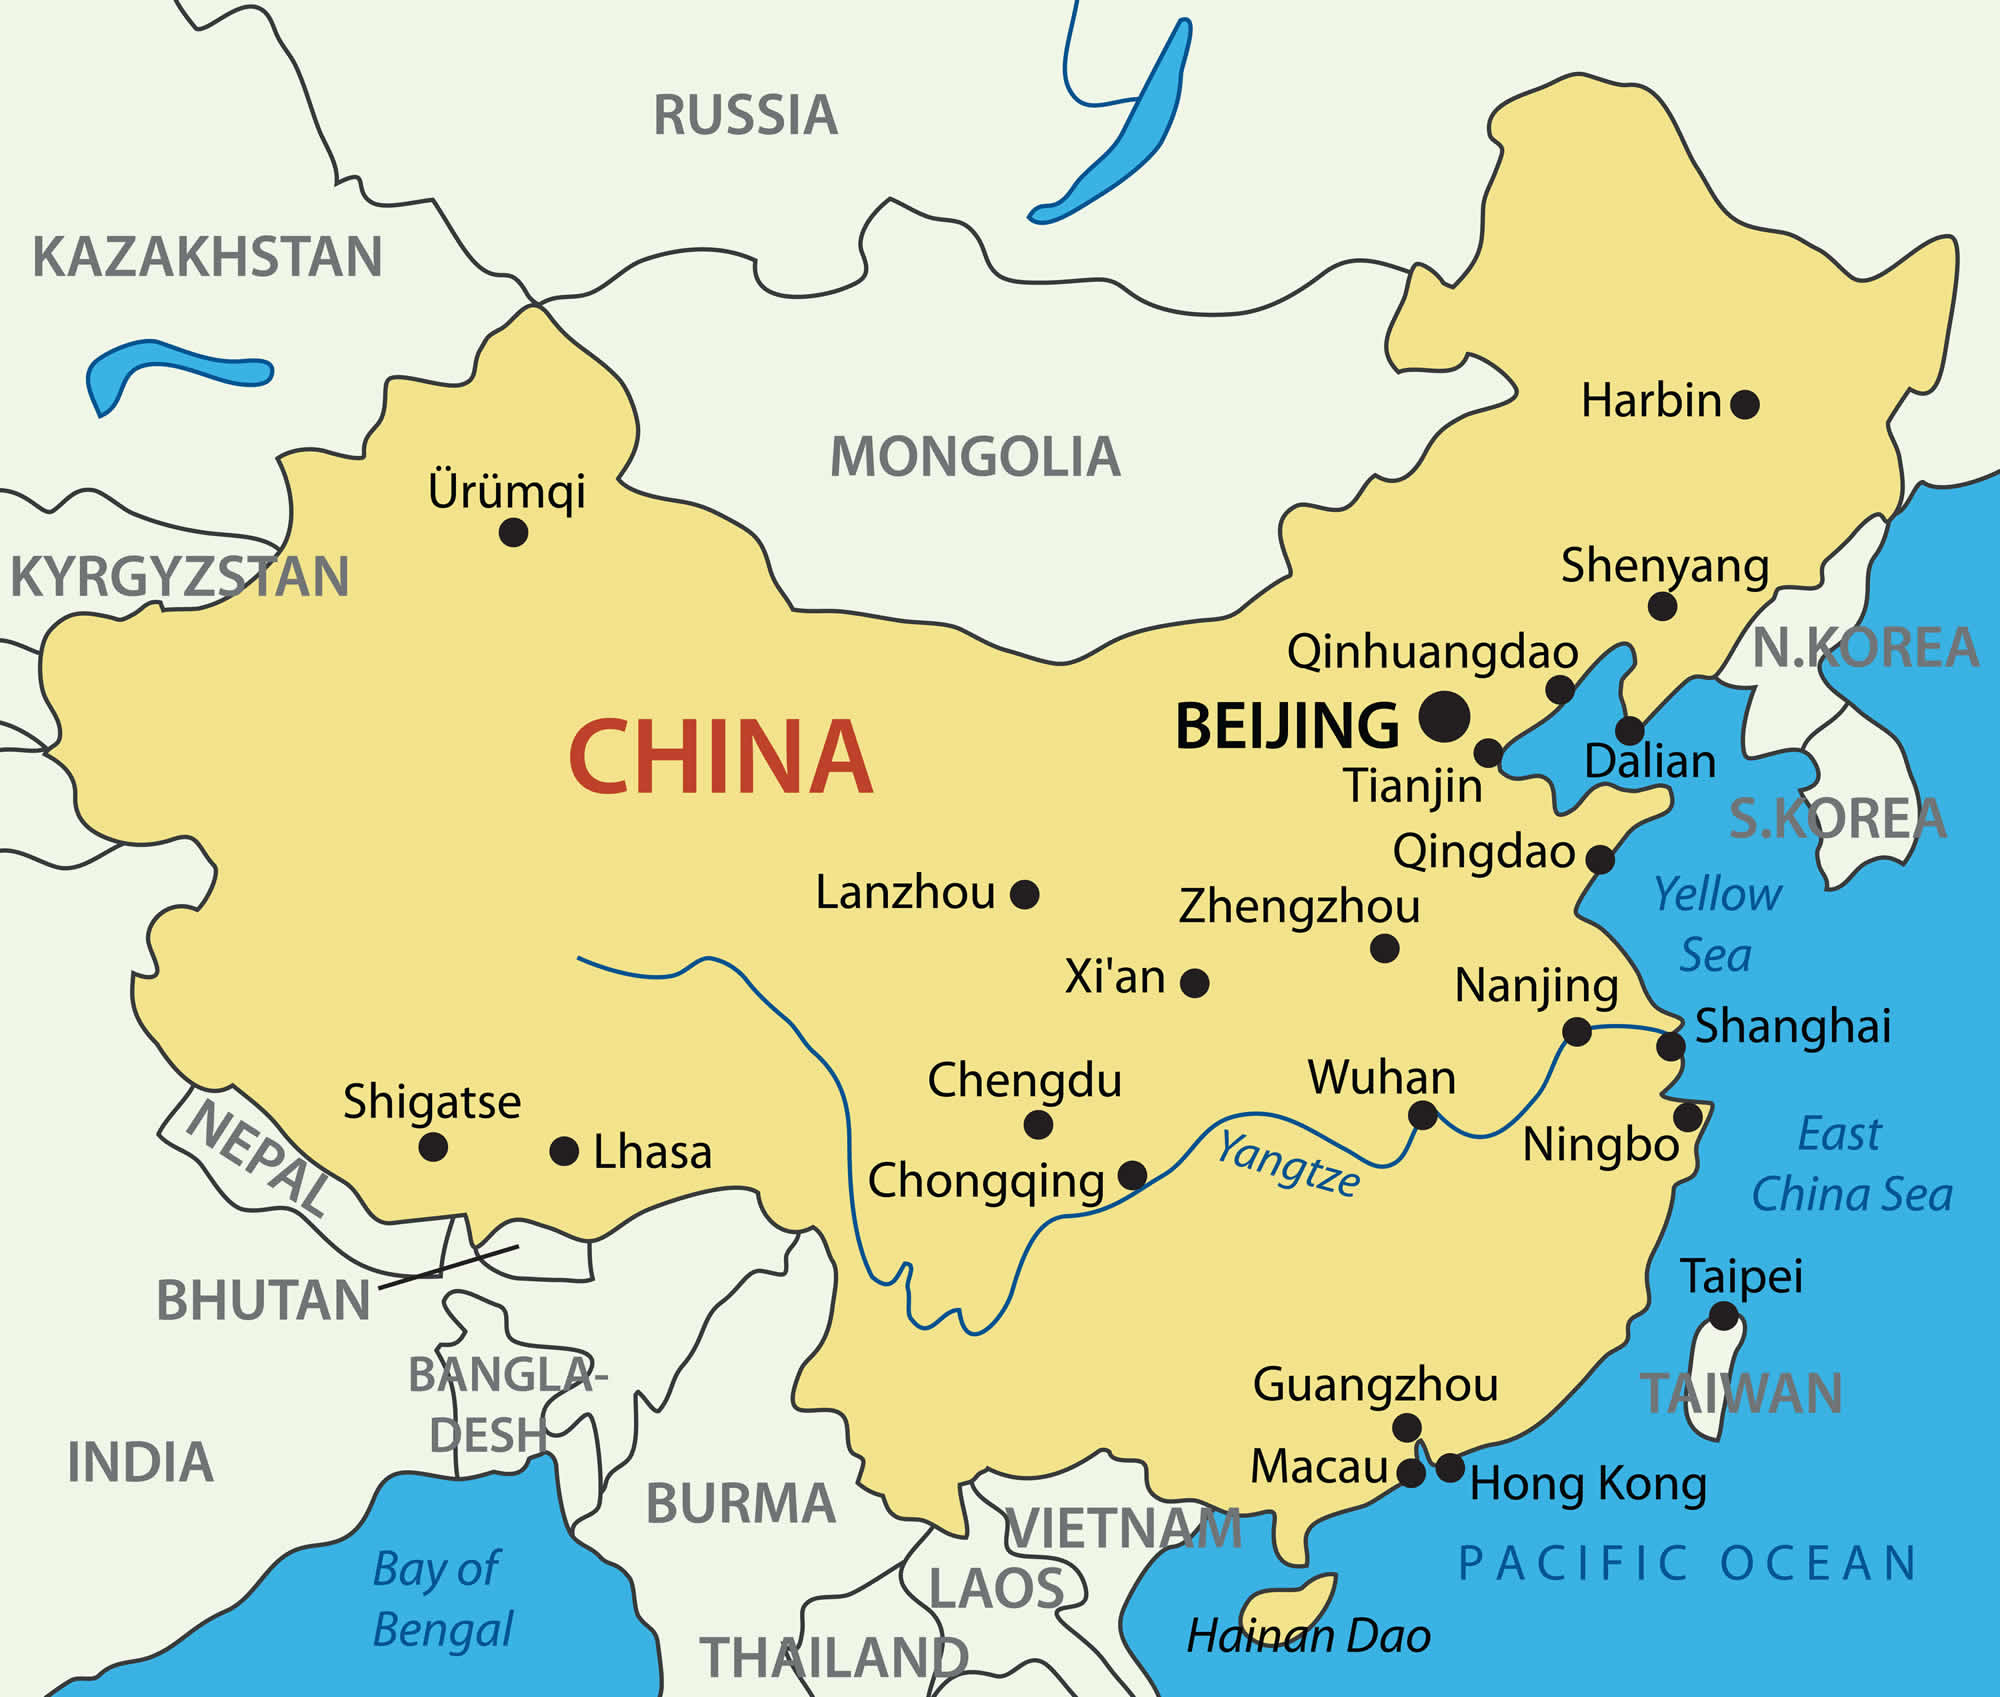 RUSSIA
KAZAKHSTAN
Harbin
MONGOLIA
Ürümqi
Shenyang
KYRGYZSTAN
N.KOREA
Qinhuangdao
BEIJING
CHINA
Dalian
Tianjin
S.KOREA
Qingdao
Lanzhou
Yellow
Sea
Zhengzhou
Xi'an
Nanjing
Shanghai
Chengdu
Wuhan
Shigatse
Lhasa
East
China Sea
Ningbo
NEPAL
Yangtze
Chongqing
Taipei
BHUTAN
BANGLA-
DESH
Guangzhou
TAIWAN
INDIA
Macau
Hong Kong
BURMA
VIETNAM
PACIFIC OCEAN
Bay of
Bengal
LAOS
Hainan Dao
THAILAND